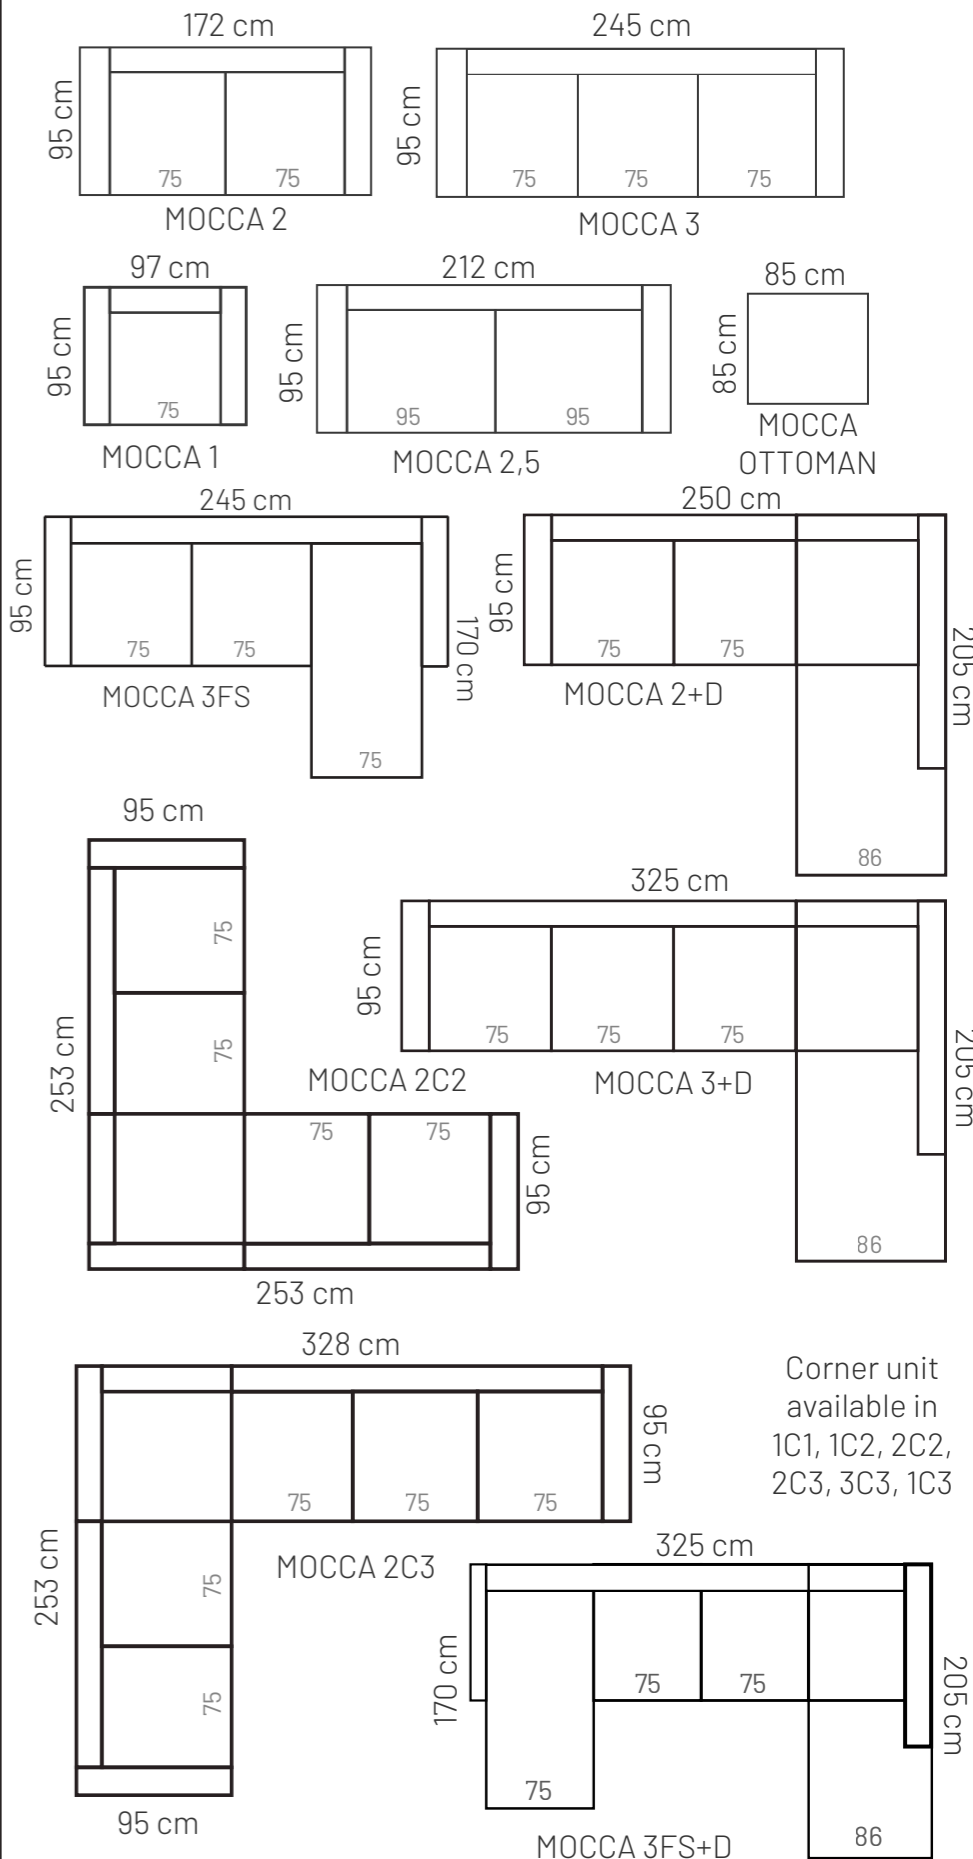 172 cm
245 cm
95 cm
75
75
95 cm
75
75
75
MOCCA 2
MOCCA 3
97 cm
212 cm
85 cm
95 cm
75
95 cm
95
95
85 cm
MOCCA 1
MOCCA 2,5
MOCCA
OTTOMAN
245 cm
250 cm
95 cm
75
75
75
170 cm
MOCCA 3FS
95 cm
75
75
86
205 cm
MOCCA 2+D
95 cm
253 cm
75
75
75
75
95 cm
253 cm
MOCCA 2C2
325 cm
95 cm
75
75
75
86
205 cm
MOCCA 3+D
328 cm
95 cm
75
75
75
253 cm
75
75
95 cm
MOCCA 2C3
Corner unit
available in
1C1, 1C2, 2C2,
2C3, 3C3, 1C3
325 cm
170 cm
75
75
75
86
205 cm
MOCCA 3FS+D